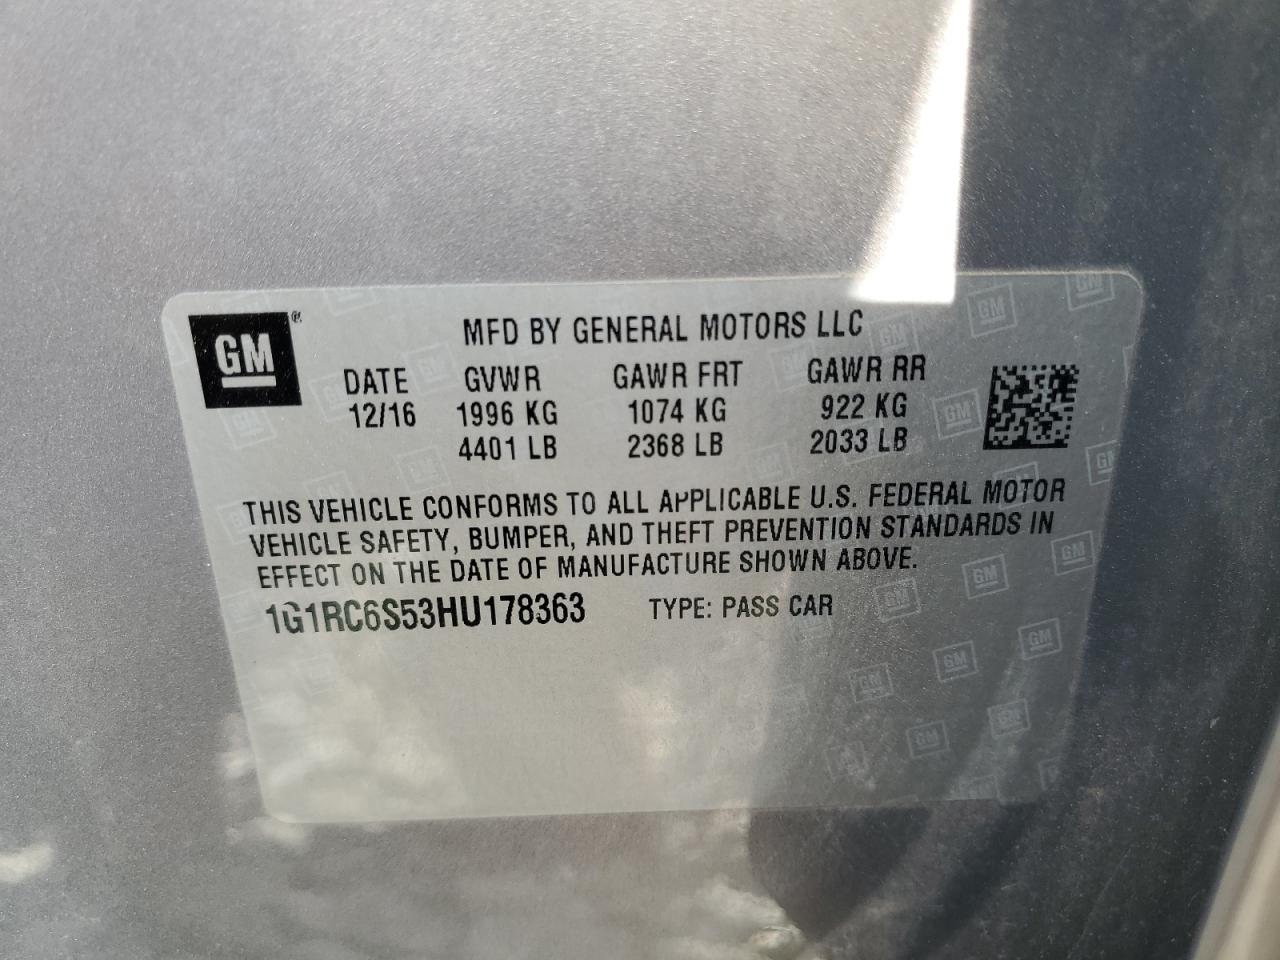 GM®
MFD BY GENERAL MOTORS LLC
DATE GVWR GAWR FRT GAWR RR
12/16 1996 KG 1074 KG 922 KG
4401 LB 2368 LB 2033 LB
THIS VEHICLE CONFORMS TO ALL APPLICABLE U.S. FEDERAL MOTOR
VEHICLE SAFETY, BUMPER, AND THEFT PREVENTION STANDARDS IN
EFFECT ON THE DATE OF MANUFACTURE SHOWN ABOVE.
1G1RC6S53HU178363 TYPE: PASS CAR